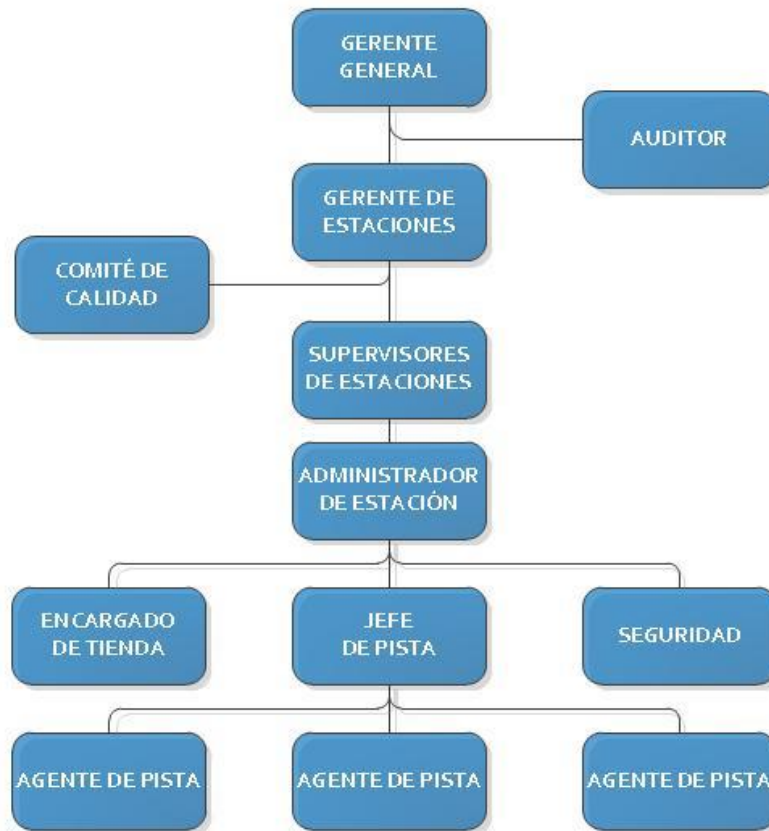 GERENTE
GENERAL
AUDITOR
GERENTE DE
ESTACIONES
COMITÉ DE
CALIDAD
SUPERVISORES
DE ESTACIONES
ADMINISTRADOR
DE ESTACIÓN
ENCARGADO
DE TIENDA
JEFE
DE PISTA
SEGURIDAD
AGENTE DE PISTA
AGENTE DE PISTA
AGENTE DE PISTA